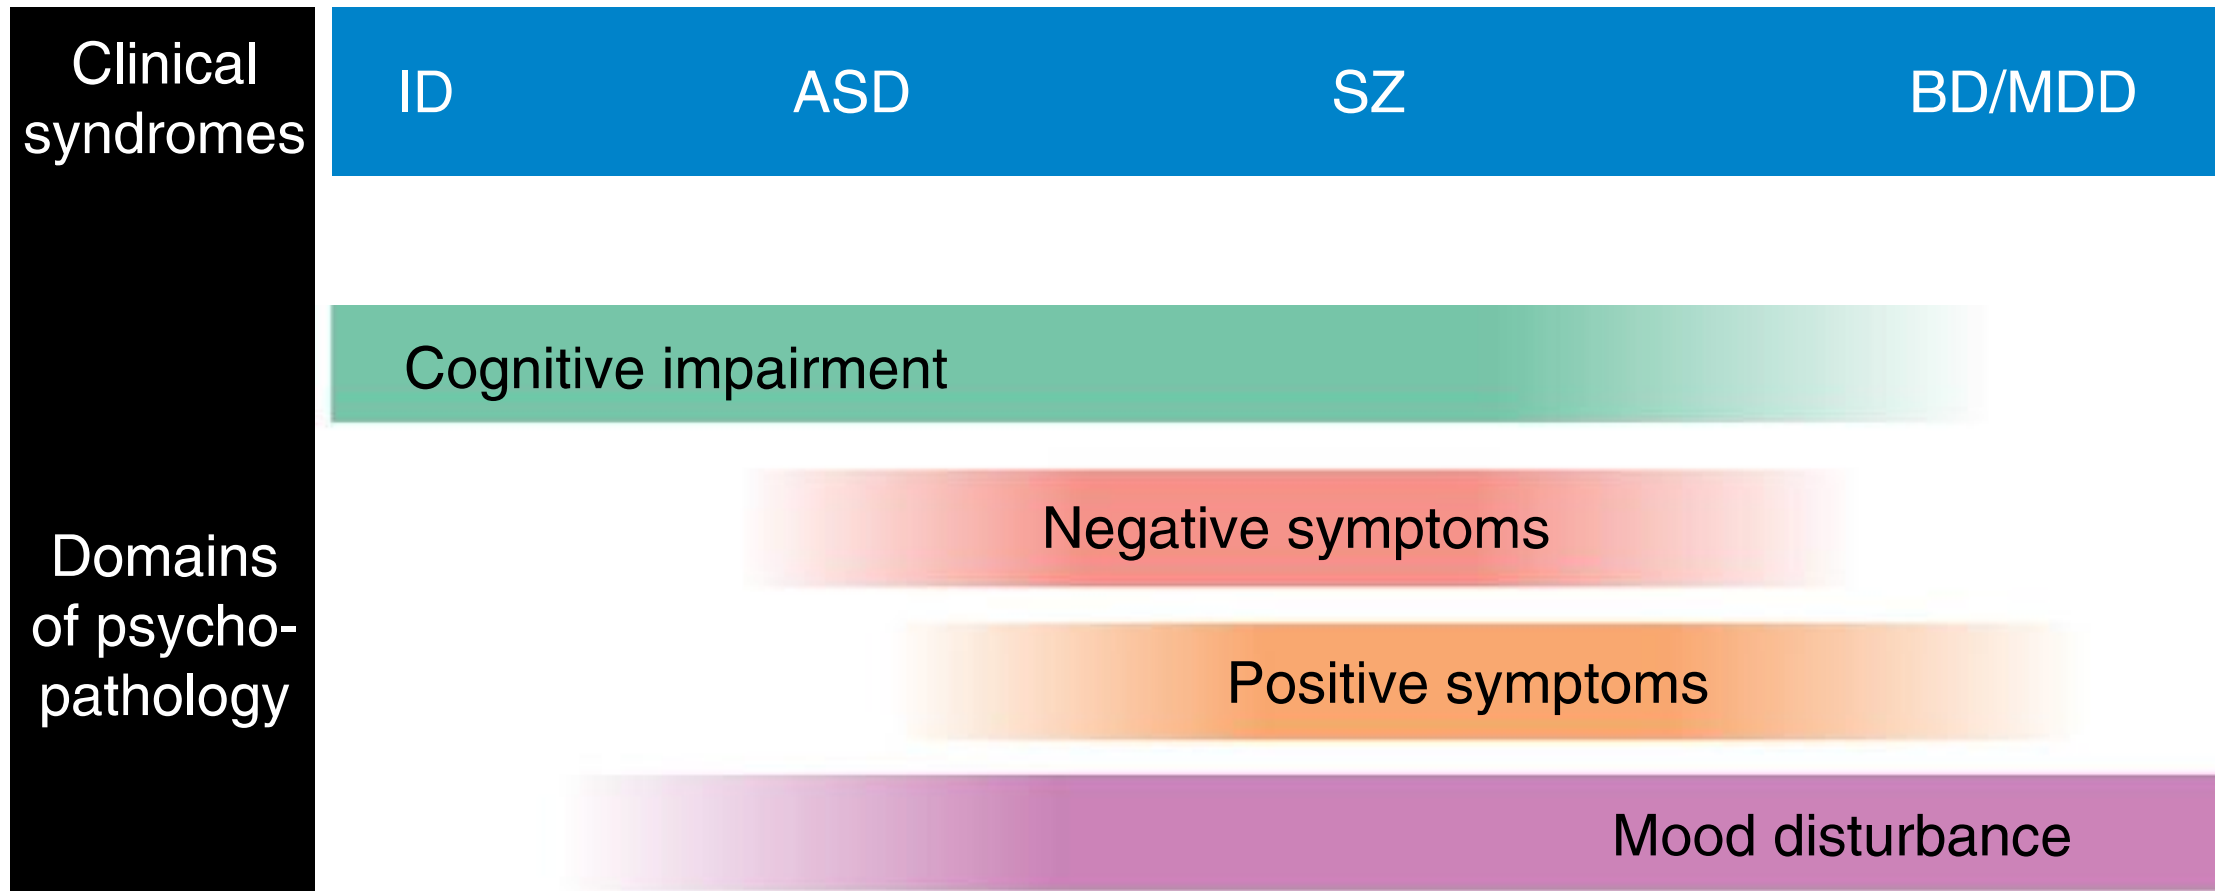 Clinical
syndromes
ID
ASD
SZ
BD/MDD
Domains
of psycho-
pathology
Cognitive impairment
Negative symptoms
Positive symptoms
Mood disturbance